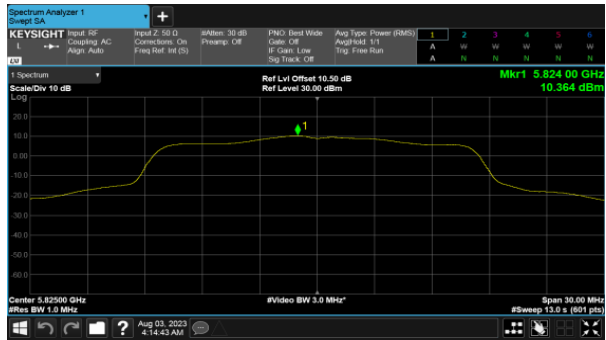 Spectrum Analyzer 1
Swept SA
+
KEYSIGHT Input: RF Input Z: 50 Ω #Atten: 30 dB PNO: Best Wide Avg Type: Power (RMS) 1 2 3 4 5 6
L Coupling: AC Corrections: On Preamp: Off Gate: Off Avg|Hold: 1/1 A W W W W W
Align: Auto Freq Ref: Int (S) IF Gain: Low Trig: Free Run
LXI Sig Track: Off A N N N N N
1 Spectrum Ref Lvl Offset 10.50 dB Mkr1 5.824 00 GHz
Scale/Div 10 dB Ref Level 30.00 dBm 10.364 dBm
Log
20.0
1
10.0
0.00
-10.0
-20.0
-30.0
-40.0
-50.0
-60.0
Center 5.82500 GHz #Video BW 3.0 MHz* Span 30.00 MHz
#Res BW 1.0 MHz #Sweep 13.0 s (601 pts)
? Aug 03, 2023
4:14:43 AM